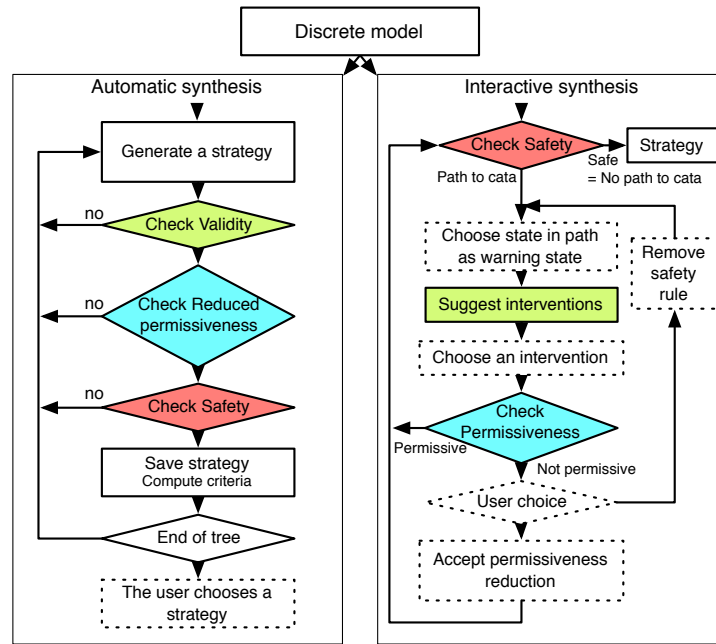 Discrete model
Automatic synthesis
Generate a strategy
no
Check Validity
no
Check Reduced
permissiveness
no
Check Safety
Save strategy
Compute criteria
End of tree
The user chooses a
strategy
Interactive synthesis
Check Safety
Safe
= No path to cata
Strategy
Path to cata
Choose state in path
as warning state
Remove
safety
rule
Suggest interventions
Choose an intervention
Check
Permissiveness
Permissive
Not permissive
User choice
Accept permissiveness
reduction